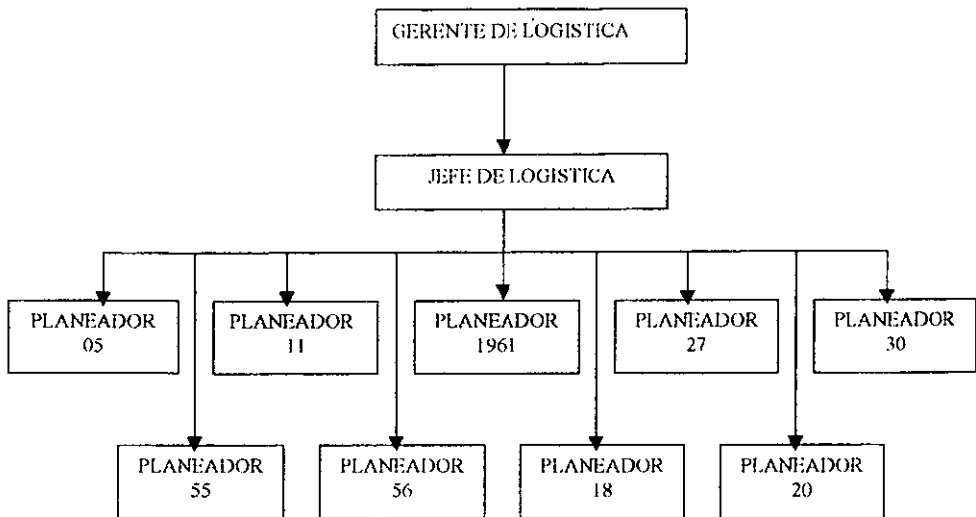 GERENTE DE LOGISTICA
JEFE DE LOGISTICA
PLANEADOR
05
PLANEADOR
11
PLANEADOR
1961
PLANEADOR
27
PLANEADOR
30
PLANEADOR
55
PLANEADOR
56
PLANEADOR
18
PLANEADOR
20